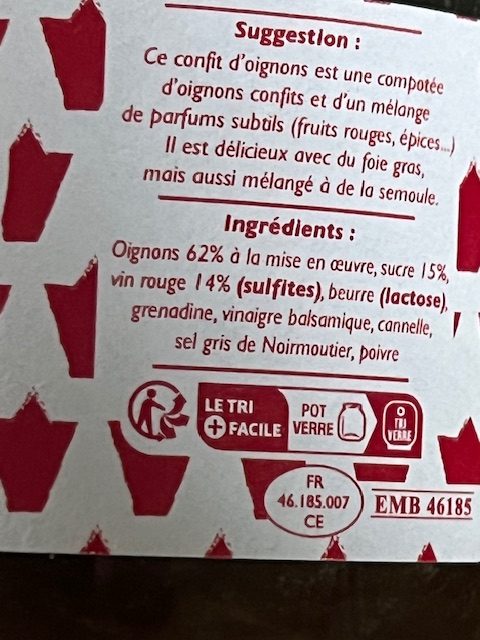 Suggestion :
Ce confit d'oignons est une compotée
d'oignons confits et d'un mélange
de parfums subtils (fruits rouges, épices...)
Il est délicieux avec du foie gras,
mais aussi mélangé à de la semoule.
Ingrédients :
Oignons 62% à la mise en œuvre, sucre 15%,
vin rouge 14% (sulfites), beurre (lactose),
grenadine, vinaigre balsamique, cannelle,
sel gris de Noirmoutier, poivre
LE TRI
+ FACILE
POT
VERRE
TRI
VERRE
FR
46.185.007
CE
EMB 46185